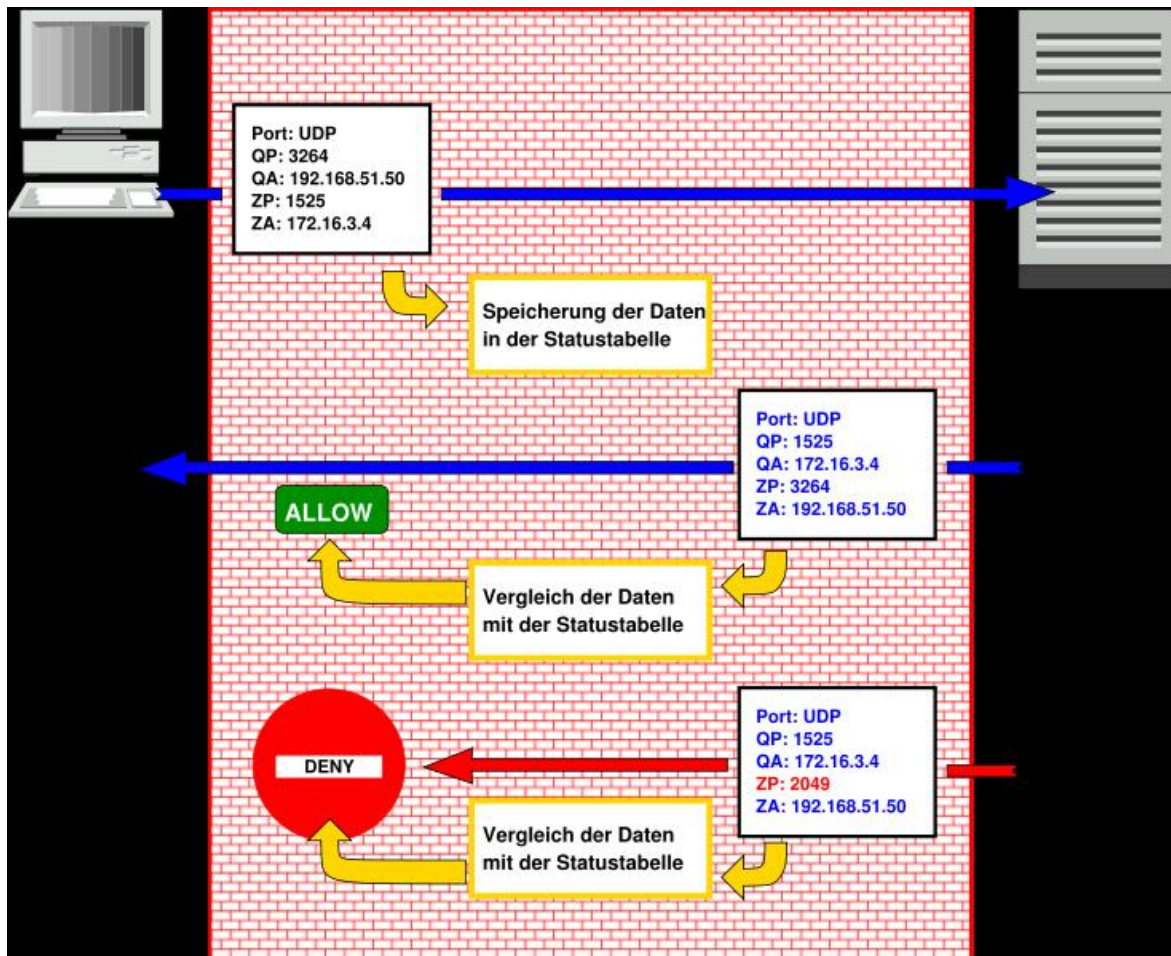 Port: UDP
QP: 3264
QA: 192.168.51.50
ZP: 1525
ZA: 172.16.3.4
Speicherung der Daten
in der Statustabelle
Port: UDP
QP: 1525
QA: 172.16.3.4
ZP: 3264
ZA: 192.168.51.50
ALLOW
Vergleich der Daten
mit der Statustabelle
Port: UDP
QP: 1525
QA: 172.16.3.4
ZP: 2049
ZA: 192.168.51.50
DENY
Vergleich der Daten
mit der Statustabelle